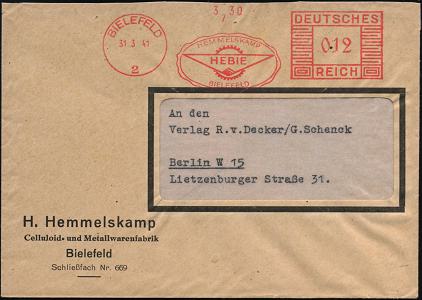 3.30
BIELEFELD
31.3.41
2
HEMMELSKAMP
HEBIE
BIELEFELD
DEUTSCHES
012
REICH
An den
Verlag R.v.Decker/G.Schenck
Berlin W 15
Lietzenburger Straße 31.
H. Hemmelskamp
Celluloid- und Metallwarenfabrik
Bielefeld
Schließfach Nr. 669